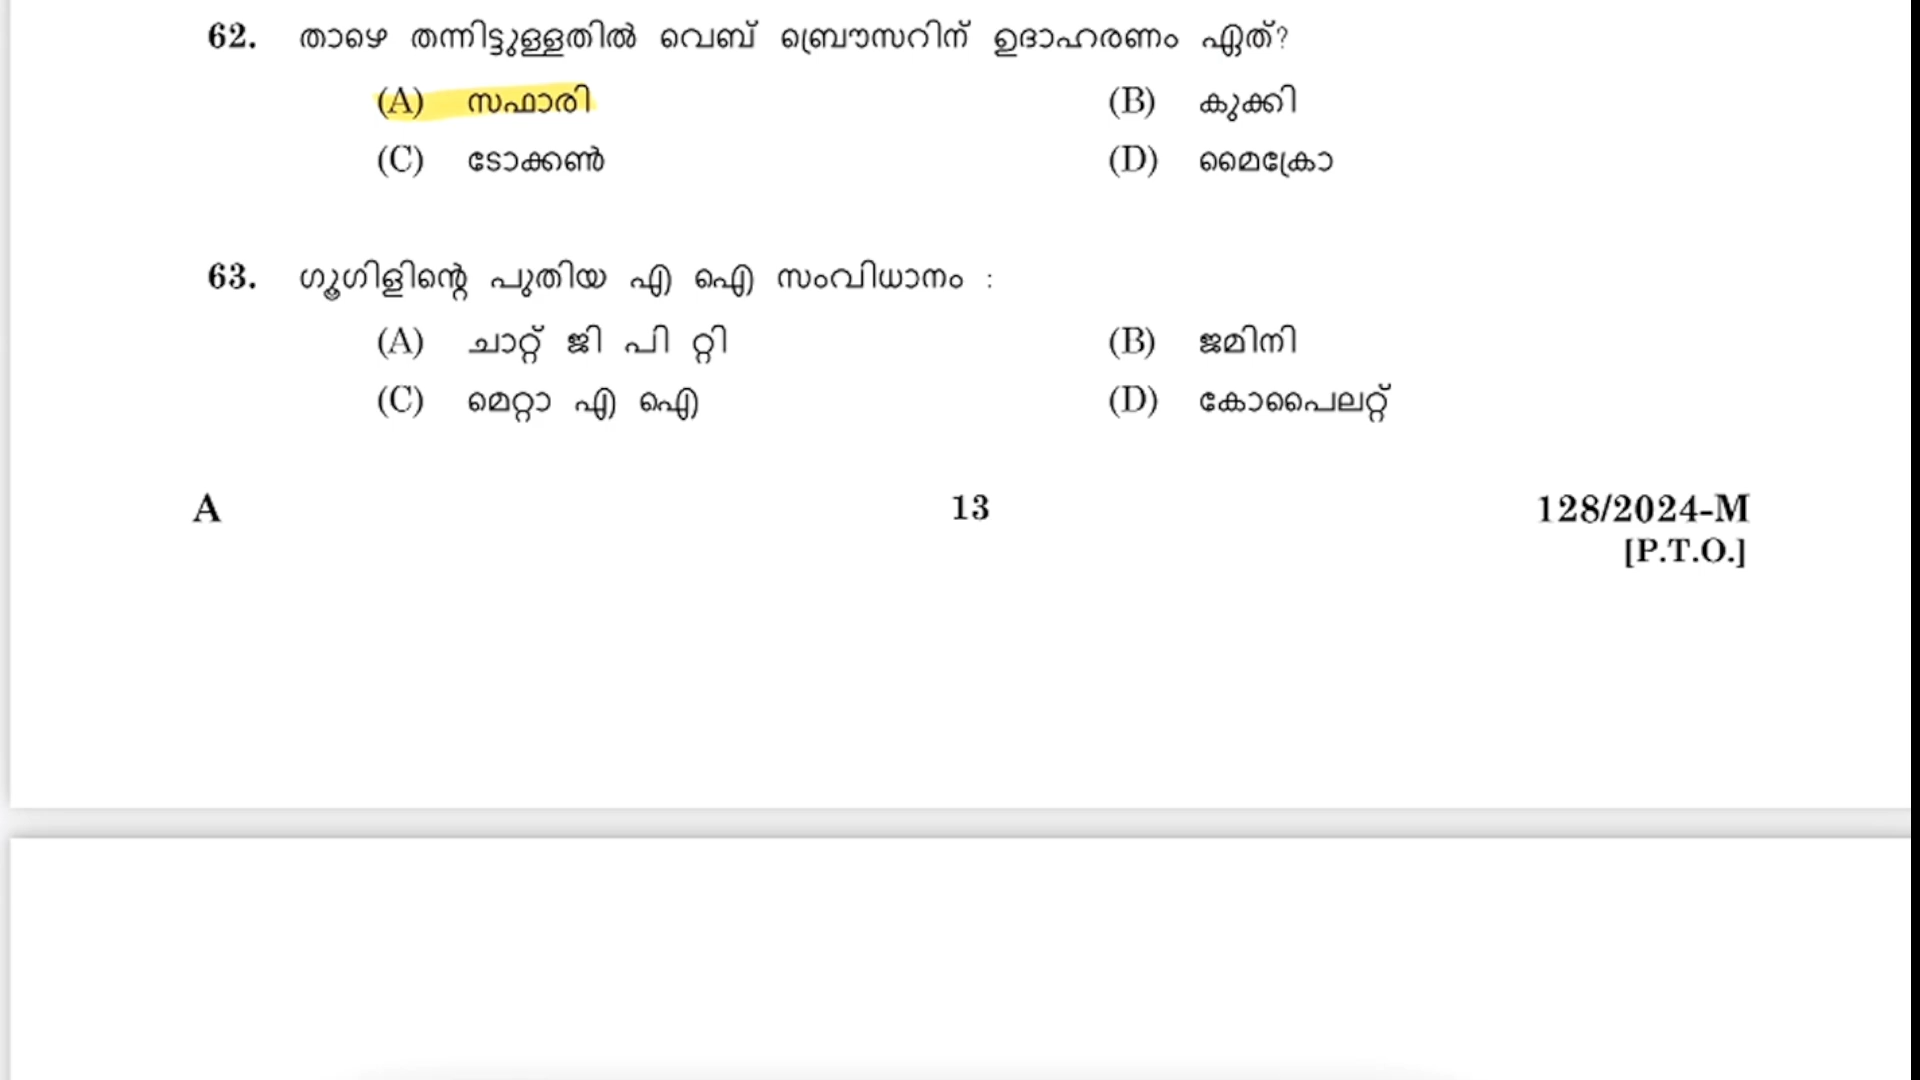 62. താഴെ തന്നിട്ടുള്ളതിൽ വെബ് ബ്രൌസറിന് ഉദാഹരണം ഏത്?
(A) സഫാരി (B) കുക്കി
(C) ടോക്കൺ (D) മൈക്രോ
63. ഗൂഗിളിന്റെ പുതിയ എ ഐ സംവിധാനം :
(A) ചാറ്റ് ജി പി റ്റി (B) ജമിനി
(C) മെറ്റാ എ ഐ (D) കോപൈലറ്റ്
A 13 128/2024-M
[P.T.O.]